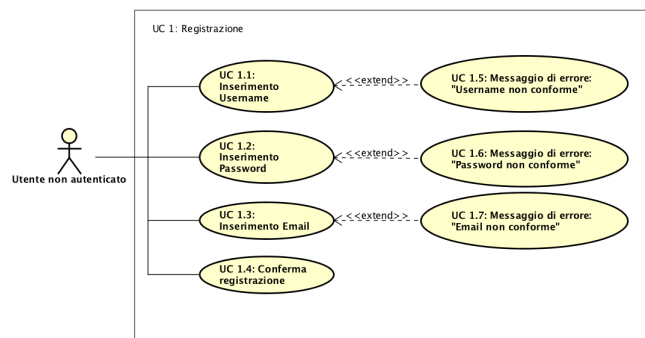 UC 1: Registrazione
UC 1.1:
Inserimento
Username
<<extend>>
UC 1.5: Messaggio di errore:
"Username non conforme"
UC 1.2:
Inserimento
Password
<<extend>>
UC 1.6: Messaggio di errore:
"Password non conforme"
Utente non autenticato
UC 1.3:
Inserimento Email
<<extend>>
UC 1.7: Messaggio di errore:
"Email non conforme"
UC 1.4: Conferma
registrazione